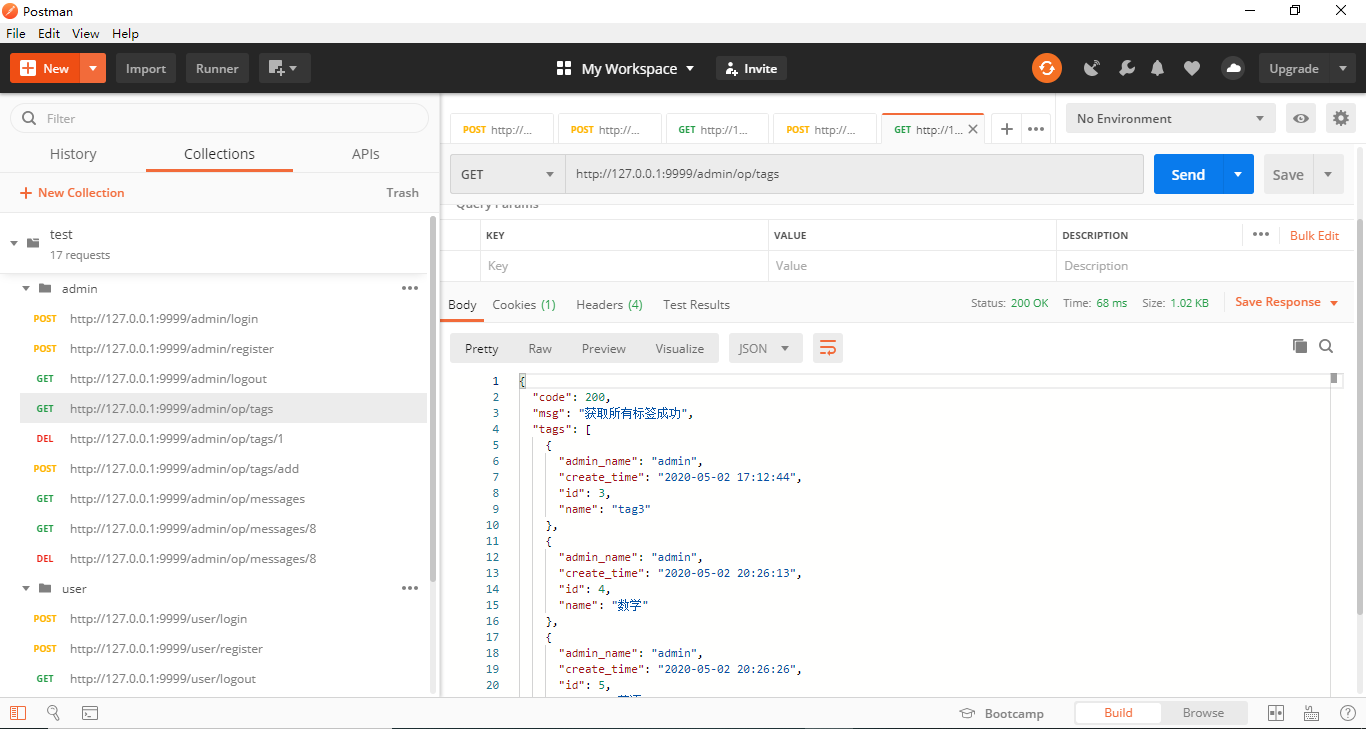 Postman
File Edit View Help
New Import Runner My Workspace Invite Upgrade
Filter
History Collections APIs
New Collection Trash
test
17 requests
admin
POST http://127.0.0.1:9999/admin/login
POST http://127.0.0.1:9999/admin/register
GET http://127.0.0.1:9999/admin/logout
GET http://127.0.0.1:9999/admin/op/tags
DEL http://127.0.0.1:9999/admin/op/tags/1
POST http://127.0.0.1:9999/admin/op/tags/add
GET http://127.0.0.1:9999/admin/op/messages
GET http://127.0.0.1:9999/admin/op/messages/8
DEL http://127.0.0.1:9999/admin/op/messages/8
user
POST http://127.0.0.1:9999/user/login
POST http://127.0.0.1:9999/user/register
GET http://127.0.0.1:9999/user/logout
POST http://... POST http://... GET http://1... POST http://... GET http://1...
No Environment
GET http://127.0.0.1:9999/admin/op/tags Send Save
Query Params
KEY VALUE DESCRIPTION Bulk Edit
Key Value Description
Body Cookies (1) Headers (4) Test Results Status: 200 OK Time: 68 ms Size: 1.02 KB Save Response
Pretty Raw Preview Visualize JSON
1 {
2 "code": 200,
3 "msg": "获取所有标签成功",
4 "tags": [
5 {
6 "admin_name": "admin",
7 "create_time": "2020-05-02 17:12:44",
8 "id": 3,
9 "name": "tag3"
10 },
11 {
12 "admin_name": "admin",
13 "create_time": "2020-05-02 20:26:13",
14 "id": 4,
15 "name": "数学"
16 },
17 {
18 "admin_name": "admin",
19 "create_time": "2020-05-02 20:26:26",
20 "id": 5,
Bootcamp Build Browse